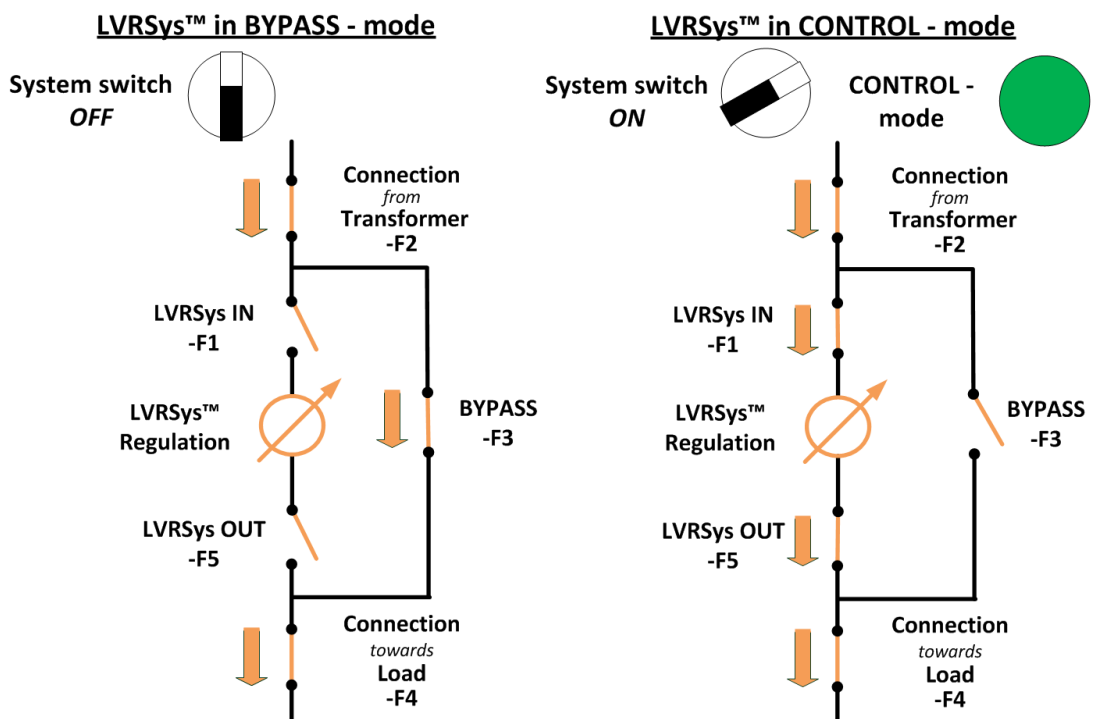 LVRSys™ in BYPASS - mode
System switch
OFF
Connection
from
Transformer
-F2
LVRSys IN
-F1
LVRSys™
Regulation
BYPASS
-F3
LVRSys OUT
-F5
Connection
towards
Load
-F4
LVRSys™ in CONTROL - mode
System switch
ON
CONTROL -
mode
Connection
from
Transformer
-F2
LVRSys IN
-F1
LVRSys™
Regulation
BYPASS
-F3
LVRSys OUT
-F5
Connection
towards
Load
-F4